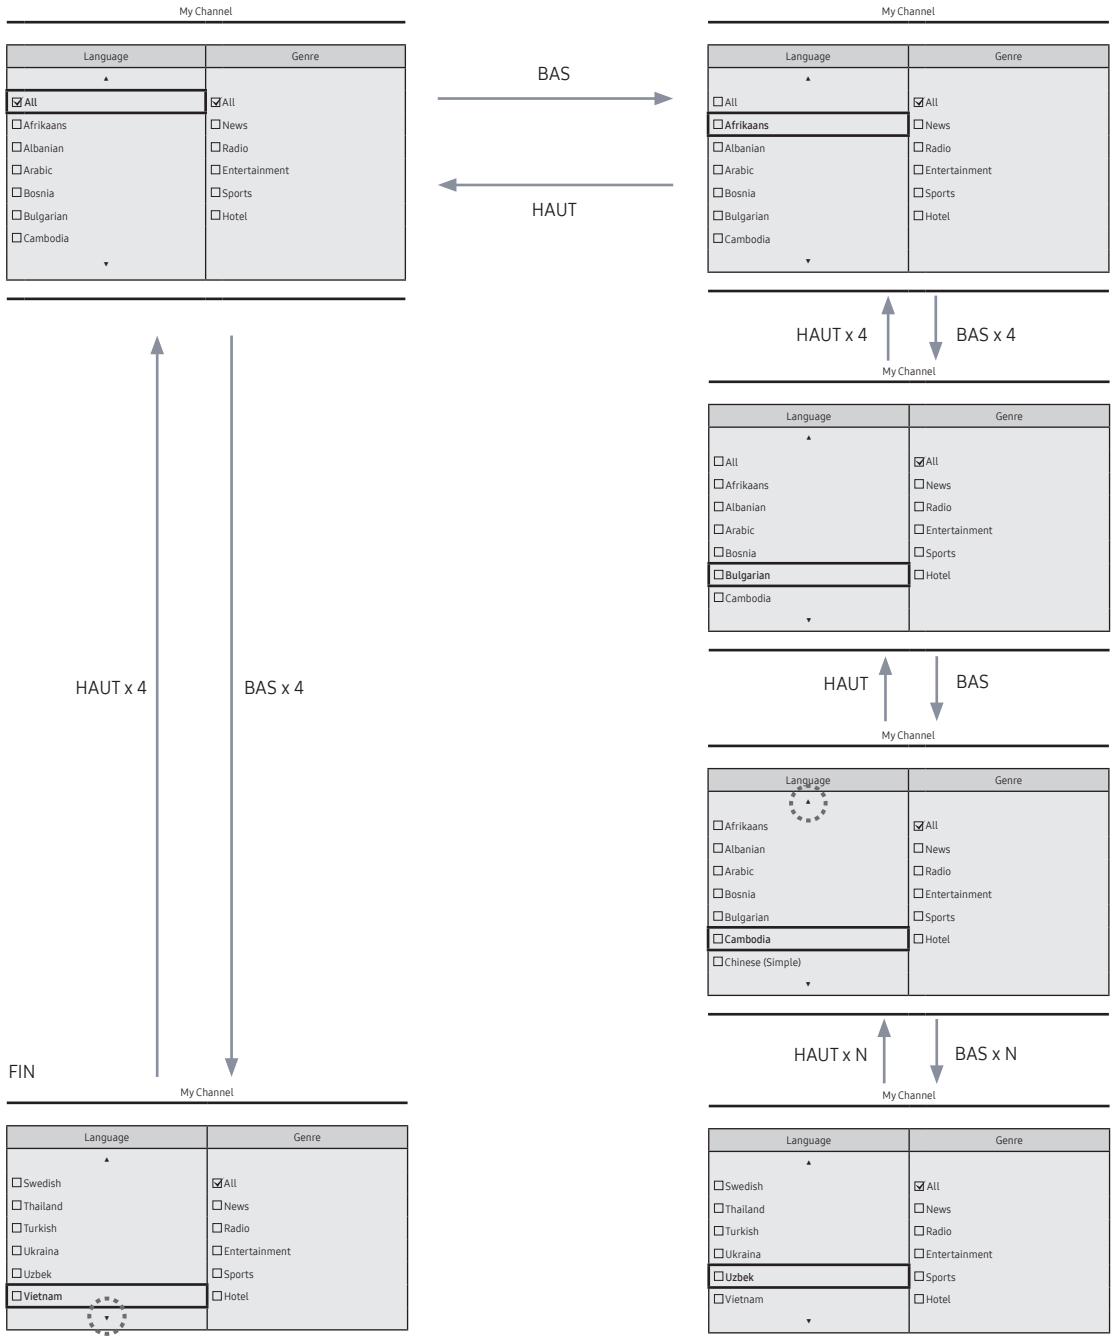 My Channel
Language Genre
▲
☑ All ☑ All
☐ Afrikaans ☐ News
☐ Albanian ☐ Radio
☐ Arabic ☐ Entertainment
☐ Bosnia ☐ Sports
☐ Bulgarian ☐ Hotel
☐ Cambodia
▼
BAS
HAUT
My Channel
Language Genre
▲
☐ All ☑ All
☐ Afrikaans ☐ News
☐ Albanian ☐ Radio
☐ Arabic ☐ Entertainment
☐ Bosnia ☐ Sports
☐ Bulgarian ☐ Hotel
☐ Cambodia
▼
HAUT x 4 BAS x 4
My Channel
Language Genre
▲
☐ All ☑ All
☐ Afrikaans ☐ News
☐ Albanian ☐ Radio
☐ Arabic ☐ Entertainment
☐ Bosnia ☐ Sports
☐ Bulgarian ☐ Hotel
☐ Cambodia
▼
HAUT x 4 BAS x 4
HAUT BAS
My Channel
Language Genre
▲
☐ Afrikaans ☑ All
☐ Albanian ☐ News
☐ Arabic ☐ Radio
☐ Bosnia ☐ Entertainment
☐ Bulgarian ☐ Sports
☐ Cambodia ☐ Hotel
☐ Chinese (Simple)
▼
HAUT x N BAS x N
FIN
My Channel
Language Genre
▲
☐ Swedish ☑ All
☐ Thailand ☐ News
☐ Turkish ☐ Radio
☐ Ukraina ☐ Entertainment
☐ Uzbek ☐ Sports
☐ Vietnam ☐ Hotel
▼
My Channel
Language Genre
▲
☐ Swedish ☑ All
☐ Thailand ☐ News
☐ Turkish ☐ Radio
☐ Ukraina ☐ Entertainment
☐ Uzbek ☐ Sports
☐ Vietnam ☐ Hotel
▼